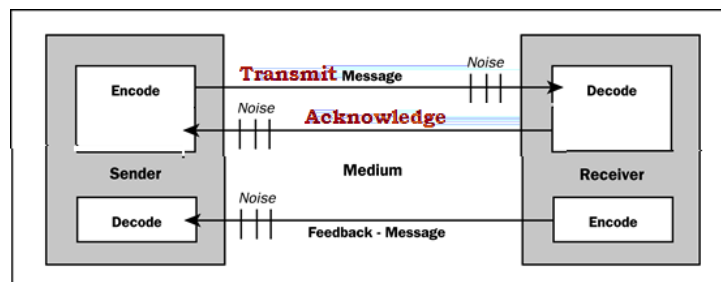 Noise
Transmit Message
Encode
Decode
Noise
Acknowledge
Sender
Medium
Receiver
Noise
Decode
Encode
Feedback - Message